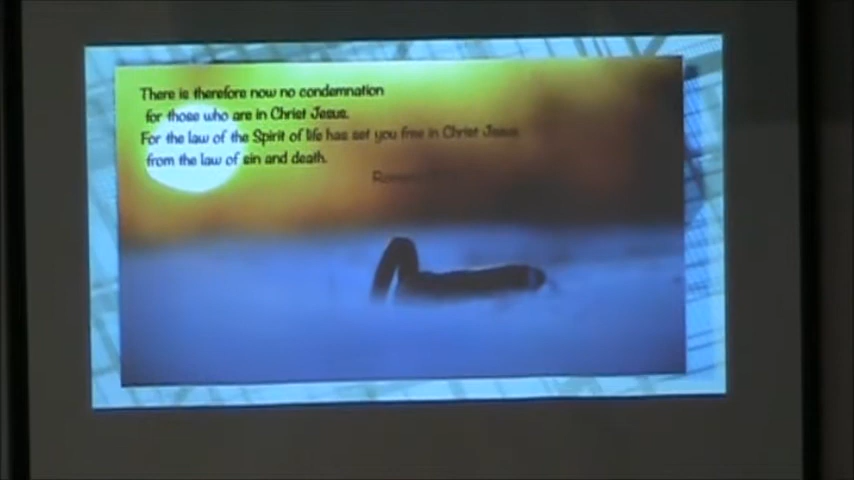 There is therefore now no condemnation
for those who are in Christ Jesus.
For the law of the Spirit of life has set you free in Christ Jesus
from the law of sin and death.